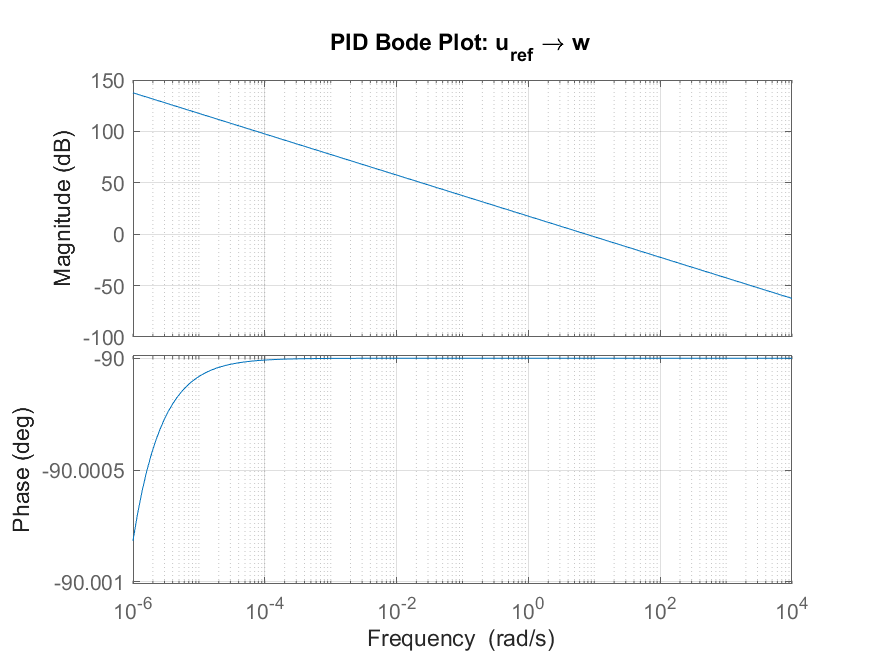 PID Bode Plot: u_ref → w
Magnitude (dB)
150
100
50
0
-50
-100
Phase (deg)
-90
-90.0005
-90.001
10^-6 10^-4 10^-2 10^0 10^2 10^4
Frequency (rad/s)